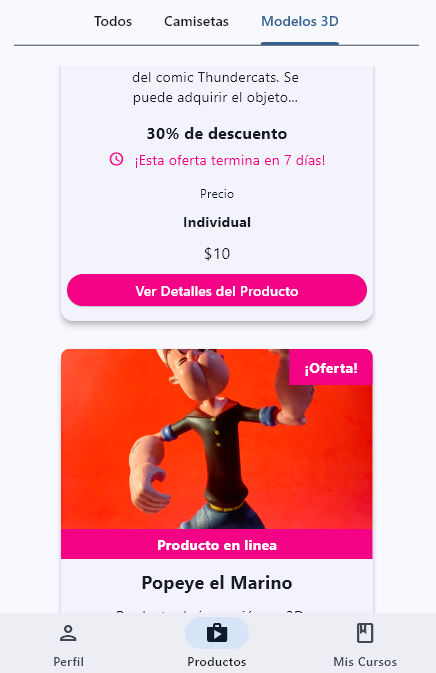 Todos Camisetas Modelos 3D
del comic Thundercats. Se
puede adquirir el objeto...
30% de descuento
¡Esta oferta termina en 7 días!
Precio
Individual
$10
Ver Detalles del Producto
¡Oferta!
Producto en linea
Popeye el Marino
Perfil Productos Mis Cursos